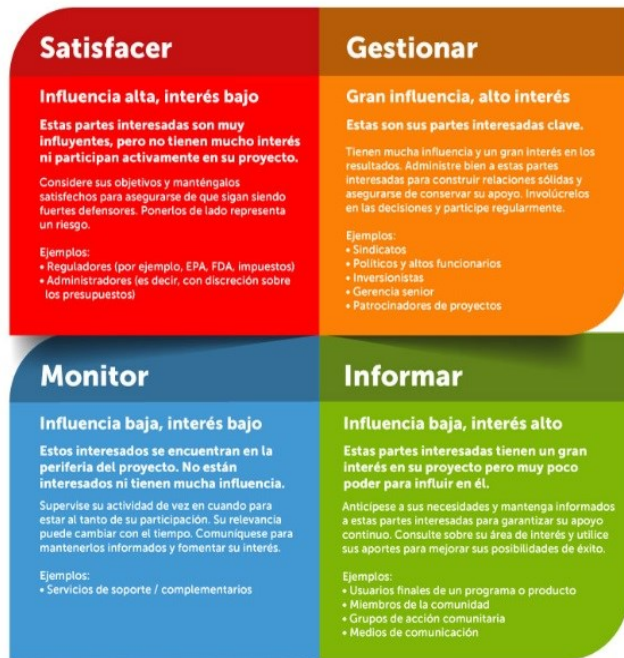 Satisfacer
Influencia alta, interés bajo
Estas partes interesadas son muy
influyentes, pero no tienen mucho interés
ni participan activamente en su proyecto.
Considere sus objetivos y manténgalos
satisfechos para asegurarse de que sigan siendo
fuertes defensores. Ponerlos de lado representa
un riesgo.
Ejemplos:
• Reguladores (por ejemplo, EPA, FDA, impuestos)
• Administradores (es decir, con discreción sobre
los presupuestos)
Gestionar
Gran influencia, alto interés
Estas son sus partes interesadas clave.
Tienen mucha influencia y un gran interés en los
resultados. Administre bien a estas partes
interesadas para construir relaciones sólidas y
asegurarse de conservar su apoyo. Involúcrelos
en las decisiones y participe regularmente.
Ejemplos:
• Sindicatos
• Políticos y altos funcionarios
• Inversionistas
• Gerencia senior
• Patrocinadores de proyectos
Monitor
Influencia baja, interés bajo
Estos interesados se encuentran en la
periferia del proyecto. No están
interesados ni tienen mucha influencia.
Supervise su actividad de vez en cuando para
estar al tanto de su participación. Su relevancia
puede cambiar con el tiempo. Comuníquese para
mantenerlos informados y fomentar su interés.
Ejemplos:
• Servicios de soporte / complementarios
Informar
Influencia baja, interés alto
Estas partes interesadas tienen un gran
interés en su proyecto pero muy poco
poder para influir en él.
Anticípese a sus necesidades y mantenga informados
a estas partes interesadas para garantizar su apoyo
continuo. Consulte sobre su área de interés y utilice
sus aportes para mejorar sus posibilidades de éxito.
Ejemplos:
• Usuarios finales de un programa o producto
• Miembros de la comunidad
• Grupos de acción comunitaria
• Medios de comunicación